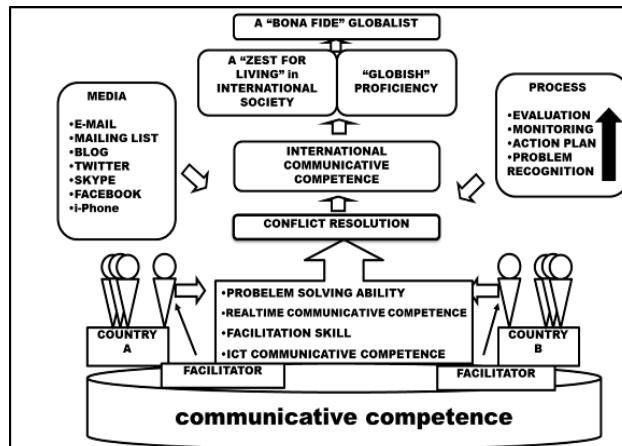 A “BONA FIDE” GLOBALIST
A “ZEST FOR
LIVING” in
INTERNATIONAL
SOCIETY
“GLOBISH”
PROFICIENCY
MEDIA
•E-MAIL
•MAILING LIST
•BLOG
•TWITTER
•SKYPE
•FACEBOOK
•i-Phone
PROCESS
•EVALUATION
•MONITORING
•ACTION PLAN
•PROBLEM
RECOGNITION
INTERNATIONAL
COMMUNICATIVE
COMPETENCE
CONFLICT RESOLUTION
•PROBELEM SOLVING ABILITY
•REALTIME COMMUNICATIVE COMPETENCE
•FACILITATION SKILL
•ICT COMMUNICATIVE COMPETENCE
COUNTRY
A
COUNTRY
B
FACILITATOR
FACILITATOR
communicative competence